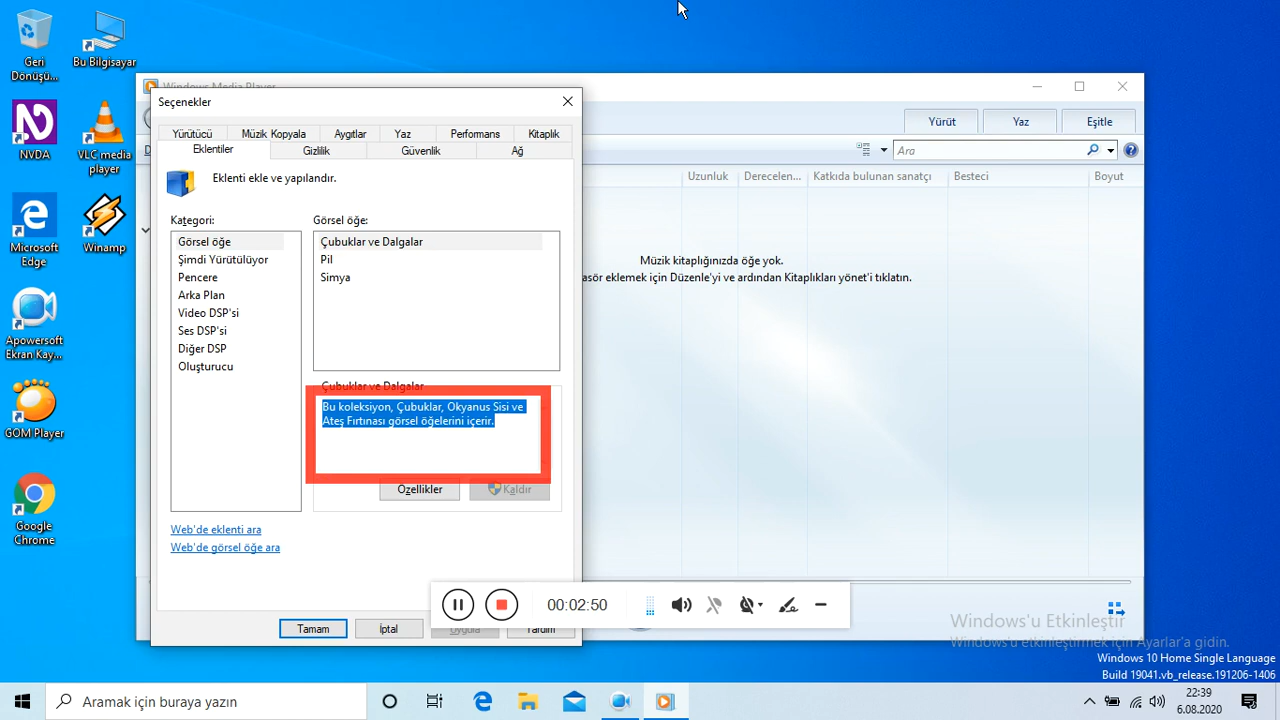 Geri
Dönüşü...
Bu Bilgisayar
NVDA
VLC media
player
Microsoft
Edge
Winamp
Apowersoft
Ekran Kay...
GOM Player
Google
Chrome
Windows Media Player
Seçenekler
Yürütücü
Müzik Kopyala
Aygıtlar
Yaz
Performans
Kitaplık
Eklentiler
Gizlilik
Güvenlik
Ağ
Eklenti ekle ve yapılandır.
Kategori:
Görsel öğe
Şimdi Yürütülüyor
Pencere
Arka Plan
Video DSP'si
Ses DSP'si
Diğer DSP
Oluşturucu
Görsel öğe:
Çubuklar ve Dalgalar
Pil
Simya
Çubuklar ve Dalgalar
Bu koleksiyon, Çubuklar, Okyanus Sisi ve
Ateş Fırtınası görsel öğelerini içerir.
Özellikler
Kaldır
Web'de eklenti ara
Web'de görsel öğe ara
Tamam
İptal
Uygula
Yardım
Yürüt
Yaz
Eşitle
Ara
Uzunluk
Derecelen...
Katkıda bulunan sanatçı
Besteci
Boyut
Müzik kitaplığınızda öğe yok.
asör eklemek için Düzenle'yi ve ardından Kitaplıkları yönet'i tıklatın.
00:02:50
Windows'u Etkinleştir
Windows'u etkinleştirmek için Ayarlar'a gidin.
Windows 10 Home Single Language
Build 19041.vb_release.191206-1406
Aramak için buraya yazın
22:39
6.08.2020